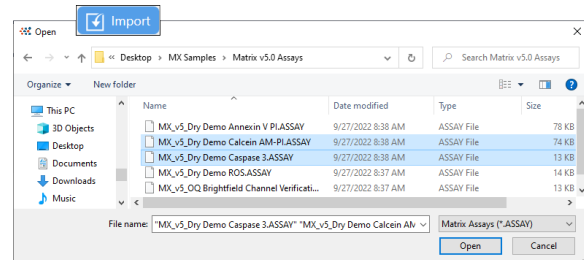 Import
Open
« Desktop > MX Samples > Matrix v5.0 Assays
Search Matrix v5.0 Assays
Organize
New folder
Name Date modified Type Size
This PC
3D Objects
Desktop
Documents
Downloads
Music
MX_v5_Dry Demo Annexin V PI.ASSAY 9/27/2022 8:38 AM ASSAY File 78 KB
MX_v5_Dry Demo Calcein AM-PI.ASSAY 9/27/2022 8:38 AM ASSAY File 74 KB
MX_v5_Dry Demo Caspase 3.ASSAY 9/27/2022 8:38 AM ASSAY File 13 KB
MX_v5_Dry Demo ROS.ASSAY 9/27/2022 8:37 AM ASSAY File 14 KB
MX_v5_OQ Brightfield Channel Verificati... 9/27/2022 8:37 AM ASSAY File 13 KB
File name: "MX_v5_Dry Demo Caspase 3.ASSAY" "MX_v5_Dry Demo Calcein AM
Matrix Assays (*.ASSAY)
Open
Cancel